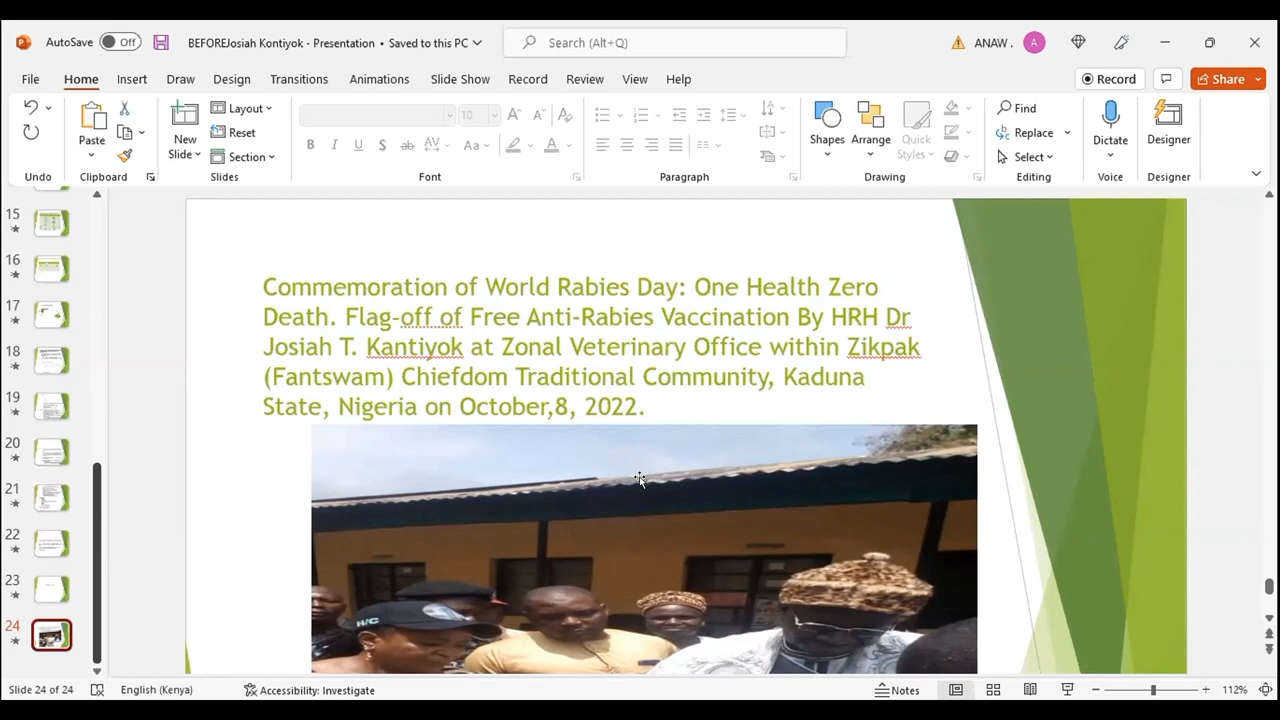 AutoSave Off BEFOREJosiah Kontiyok - Presentation • Saved to this PC Search (Alt+Q) ANAW . A
File Home Insert Draw Design Transitions Animations Slide Show Record Review View Help Record Share
Undo
Paste
Clipboard
New Slide
Layout
Reset
Section
Slides
10
B I U S ab AV Aa A
Font
Paragraph
Shapes
Arrange
Quick Styles
Drawing
Find
Replace
Select
Editing
Dictate
Voice
Designer
Designer
15
16
17
18
19
20
21
22
23
24
Commemoration of World Rabies Day: One Health Zero
Death. Flag-off of Free Anti-Rabies Vaccination By HRH Dr
Josiah T. Kantiyok at Zonal Veterinary Office within Zikpak
(Fantswam) Chiefdom Traditional Community, Kaduna
State, Nigeria on October,8, 2022.
H/C
Slide 24 of 24 English (Kenya) Accessibility: Investigate Notes 112%